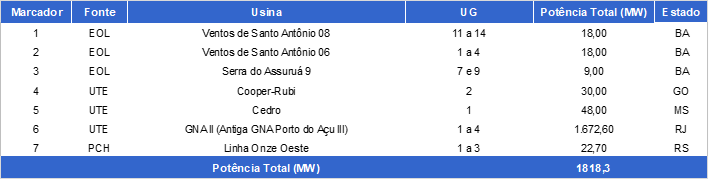 Marcador Fonte Usina UG Potência Total (MW) Estado
1 EOL Ventos de Santo Antônio 08 11 a 14 18,00 BA
2 EOL Ventos de Santo Antônio 06 1 a 4 18,00 BA
3 EOL Serra do Assuruá 9 7 e 9 9,00 BA
4 UTE Cooper-Rubi 2 30,00 GO
5 UTE Cedro 1 48,00 MS
6 UTE GNA II (Antiga GNA Porto do Açu III) 1 a 4 1.672,60 RJ
7 PCH Linha Onze Oeste 1 a 3 22,70 RS
Potência Total (MW) 1818,3